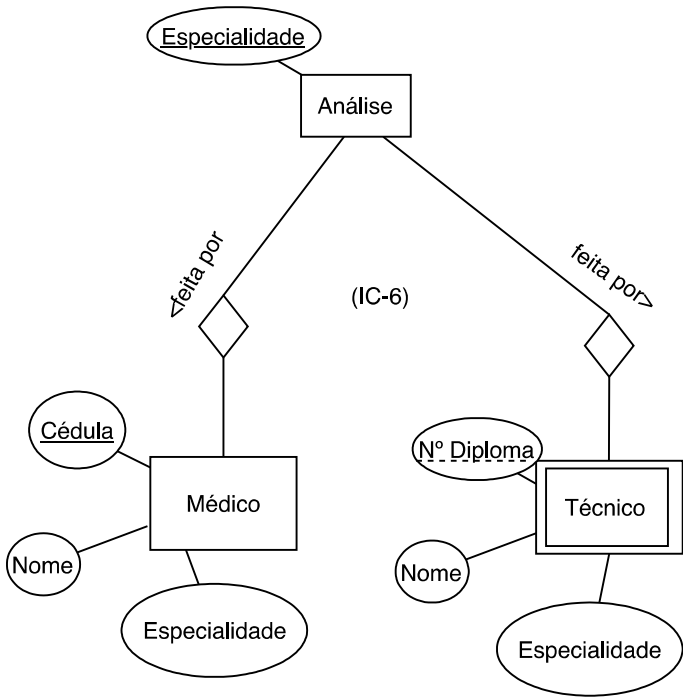 Especialidade
Análise
<feita por
feita por>
(IC-6)
Cédula
Nº Diploma
Médico
Técnico
Nome
Nome
Especialidade
Especialidade